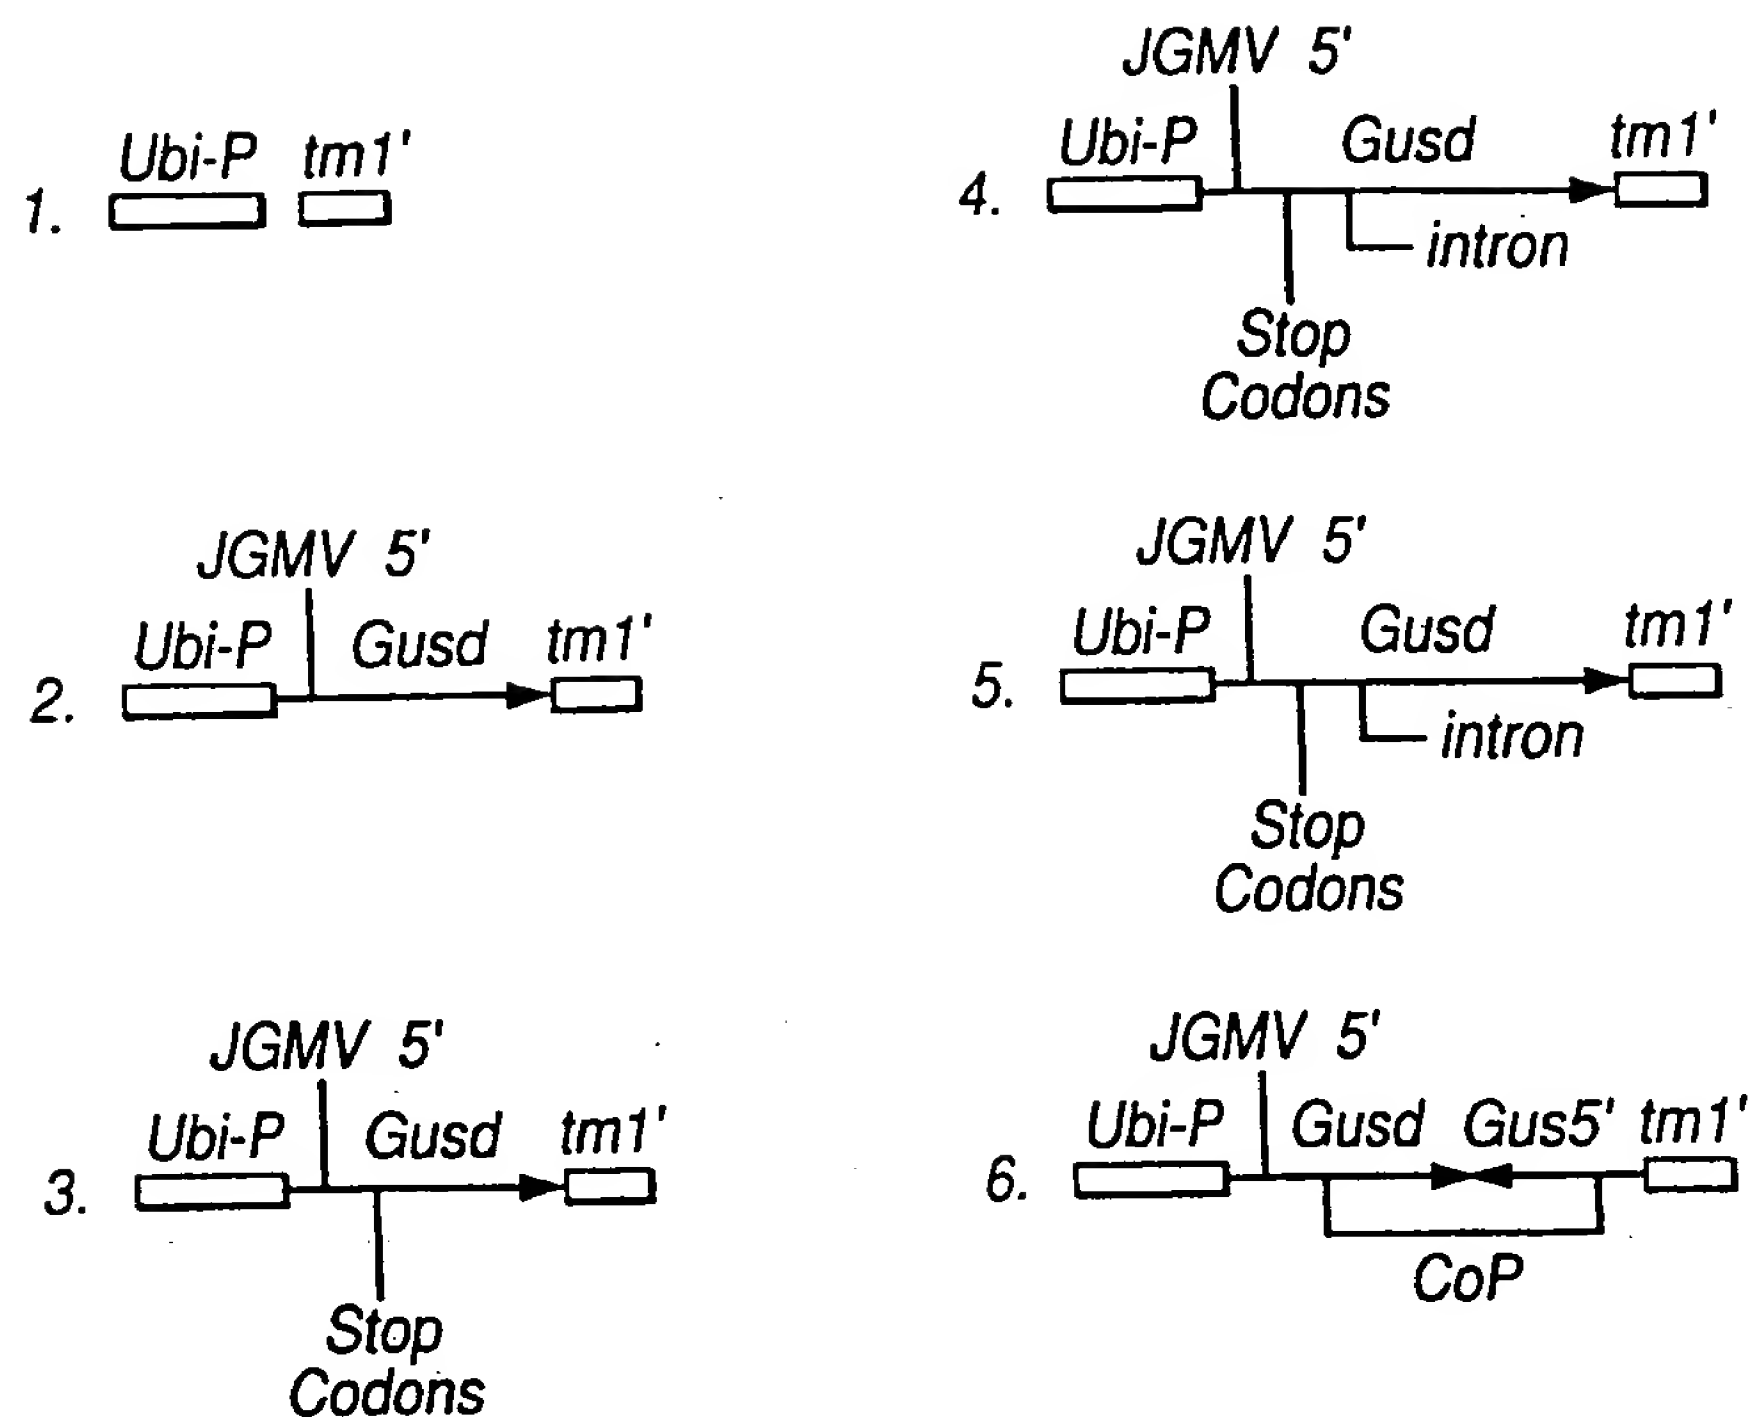 Ubi-P tm1'
1.
JGMV 5'
Ubi-P Gusd tm1'
2.
JGMV 5'
Ubi-P Gusd tm1'
3.
Stop
Codons
JGMV 5'
Ubi-P Gusd tm1'
4.
intron
Stop
Codons
JGMV 5'
Ubi-P Gusd tm1'
5.
intron
Stop
Codons
JGMV 5'
Ubi-P Gusd Gus5' tm1'
6.
CoP